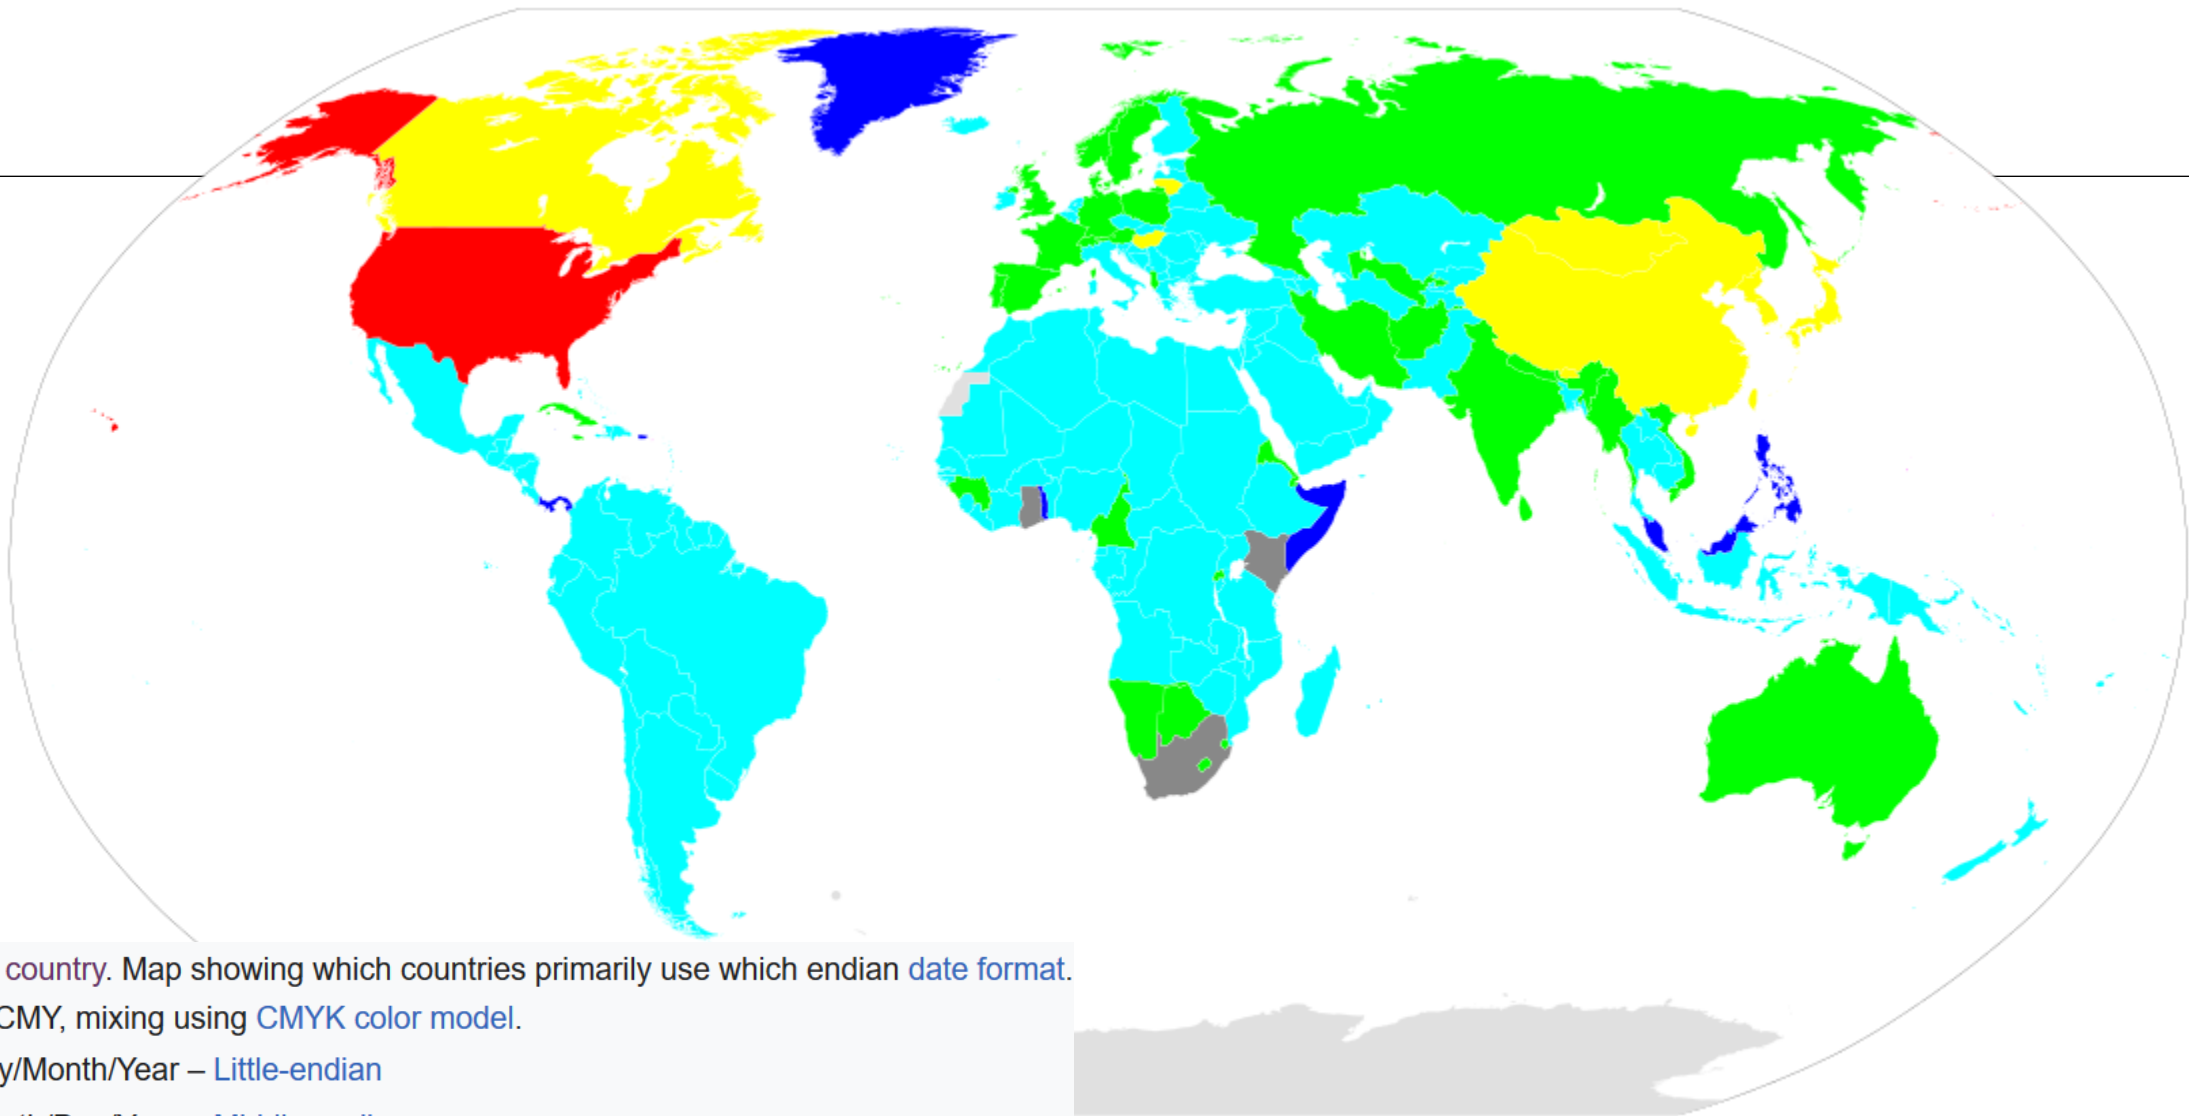 country. Map showing which countries primarily use which endian date format.
CMY, mixing using CMYK color model.
y/Month/Year – Little-endian